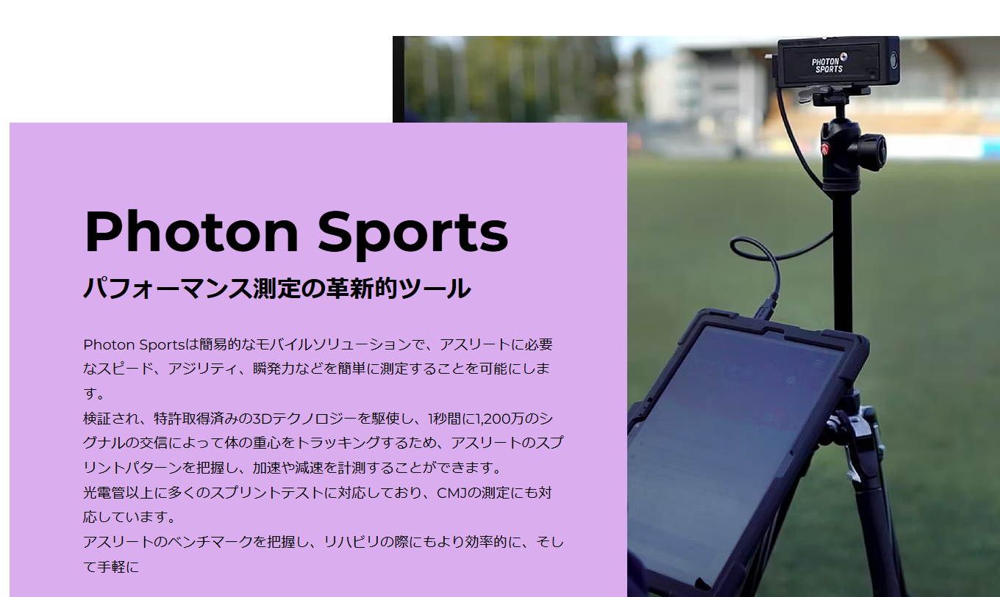 PHOTON
SPORTS
Photon Sports
パフォーマンス測定の革新的ツール
Photon Sportsは簡易的なモバイルソリューションで、アスリートに必要
なスピード、アジリティ、瞬発力などを簡単に測定することを可能にしま
す。
検証され、特許取得済みの3Dテクノロジーを駆使し、1秒間に1,200万のシ
グナルの交信によって体の重心をトラッキングするため、アスリートのスプ
リントパターンを把握し、加速や減速を計測することができます。
光電管以上に多くのスプリントテストに対応しており、CMJの測定にも対
応しています。
アスリートのベンチマークを把握し、リハビリの際にもより効率的に、そし
て手軽に